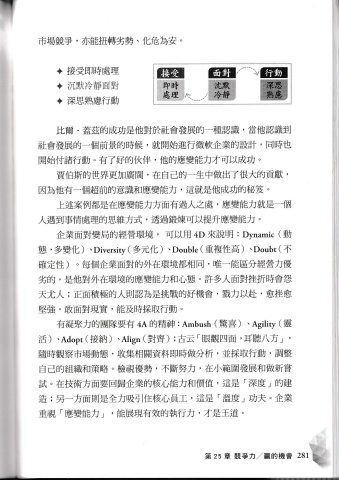 市場競爭，亦能扭轉劣勢、化危為安。
✦ 接受即時處理
✦ 沉默冷靜面對
✦ 深思熟慮行動
接受 面對 行動
即時 沈默 深思
處理 冷靜 熟慮
比爾．蓋茲的成功是他對於社會發展的一種認識，當他認識到
社會發展的一個前景的時候，就開始進行微軟企業的設計，同時也
開始付諸行動。有了好的伙伴，他的應變能力才可以成功。
賈伯斯的世界更加廣闊，在自己的一生中做出了很大的貢獻，
因為他有一個超前的意識和應變能力，這就是他成功的秘笈。
上述案例都是在應變能力方面有過人之處，應變能力就是一個
人遇到事情處理的思維方式，透過鍛煉可以提升應變能力。
企業面對變局的經營環境， 可以用 4D 來說明：Dynamic（動
態，多變化）、Diversity（多元化）、Double（重複性高）、Doubt（不
確定性）。每個企業面對的外在環境都相同，唯一能區分經營力優
劣的，是他對外在環境的應變能力和心態。許多人面對挫折時會怨
天尤人；正面積極的人則認為是挑戰的好機會，戮力以赴，愈挫愈
堅強，敢面對現實，能及時採取行動。
有凝聚力的團隊要有 4A 的精神：Ambush（驚喜）、Agility（靈
活）、Adopt（接納）、Align（對齊）；古云「眼觀四面，耳聽八方」，
隨時觀察市場動態，收集相關資料即時做分析，並採取行動，調整
自己的組織和策略。檢視優勢，不斷努力，在小範圍發展和做新嘗
試。在技術方面要回歸企業的核心能力和價值，這是「深度」的建
造；另一方面則是全力吸引住核心員工，這是「溫度」功夫。企業
重視「應變能力」，能展現有效的執行力，才是王道。
第 25 章 競爭力／贏的機會 281